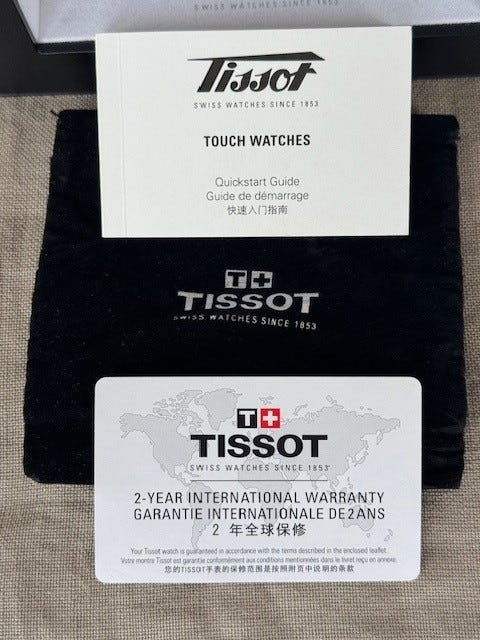 SWISS WATCHES SINCE 1853
Tissot
SWISS WATCHES SINCE 1853
TOUCH WATCHES
Quickstart Guide
Guide de démarrage
快速入门指南
T+
TISSOT
SWISS WATCHES SINCE 1853
T+
TISSOT
SWISS WATCHES SINCE 1853
2-YEAR INTERNATIONAL WARRANTY
GARANTIE INTERNATIONALE DE 2 ANS
2 年全球保修
Your Tissot watch is guaranteed in accordance with the terms described in the enclosed leaflet.
Votre montre Tissot est garantie conformément aux conditions mentionnées dans le livret reçu en annexe.
您的TISSOT手表的保修范围是按照附页中说明的条款